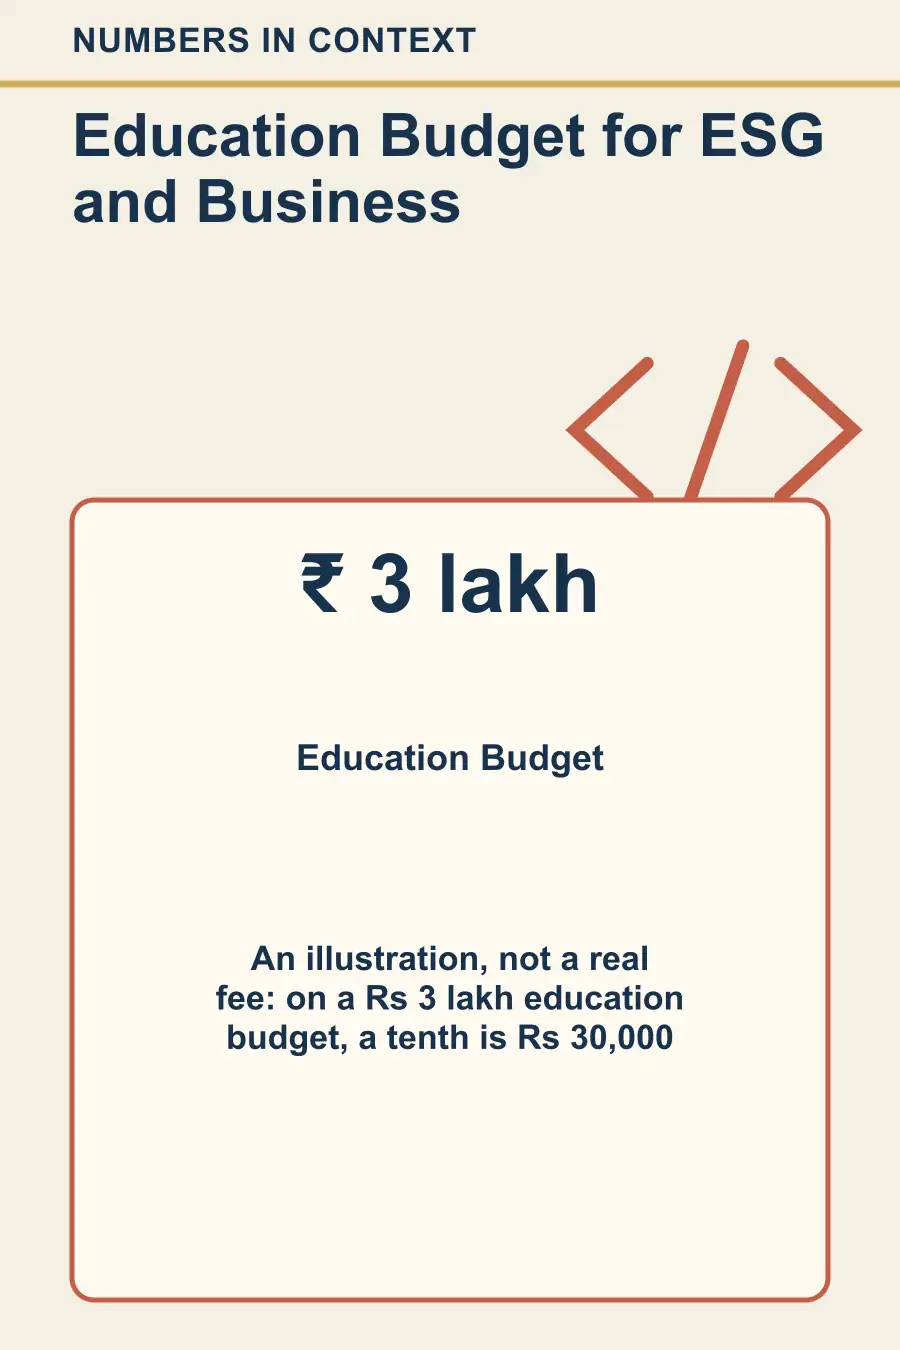 NUMBERS IN CONTEXT
Education Budget for ESG
and Business
₹ 3 lakh
Education Budget
An illustration, not a real
fee: on a Rs 3 lakh education
budget, a tenth is Rs 30,000